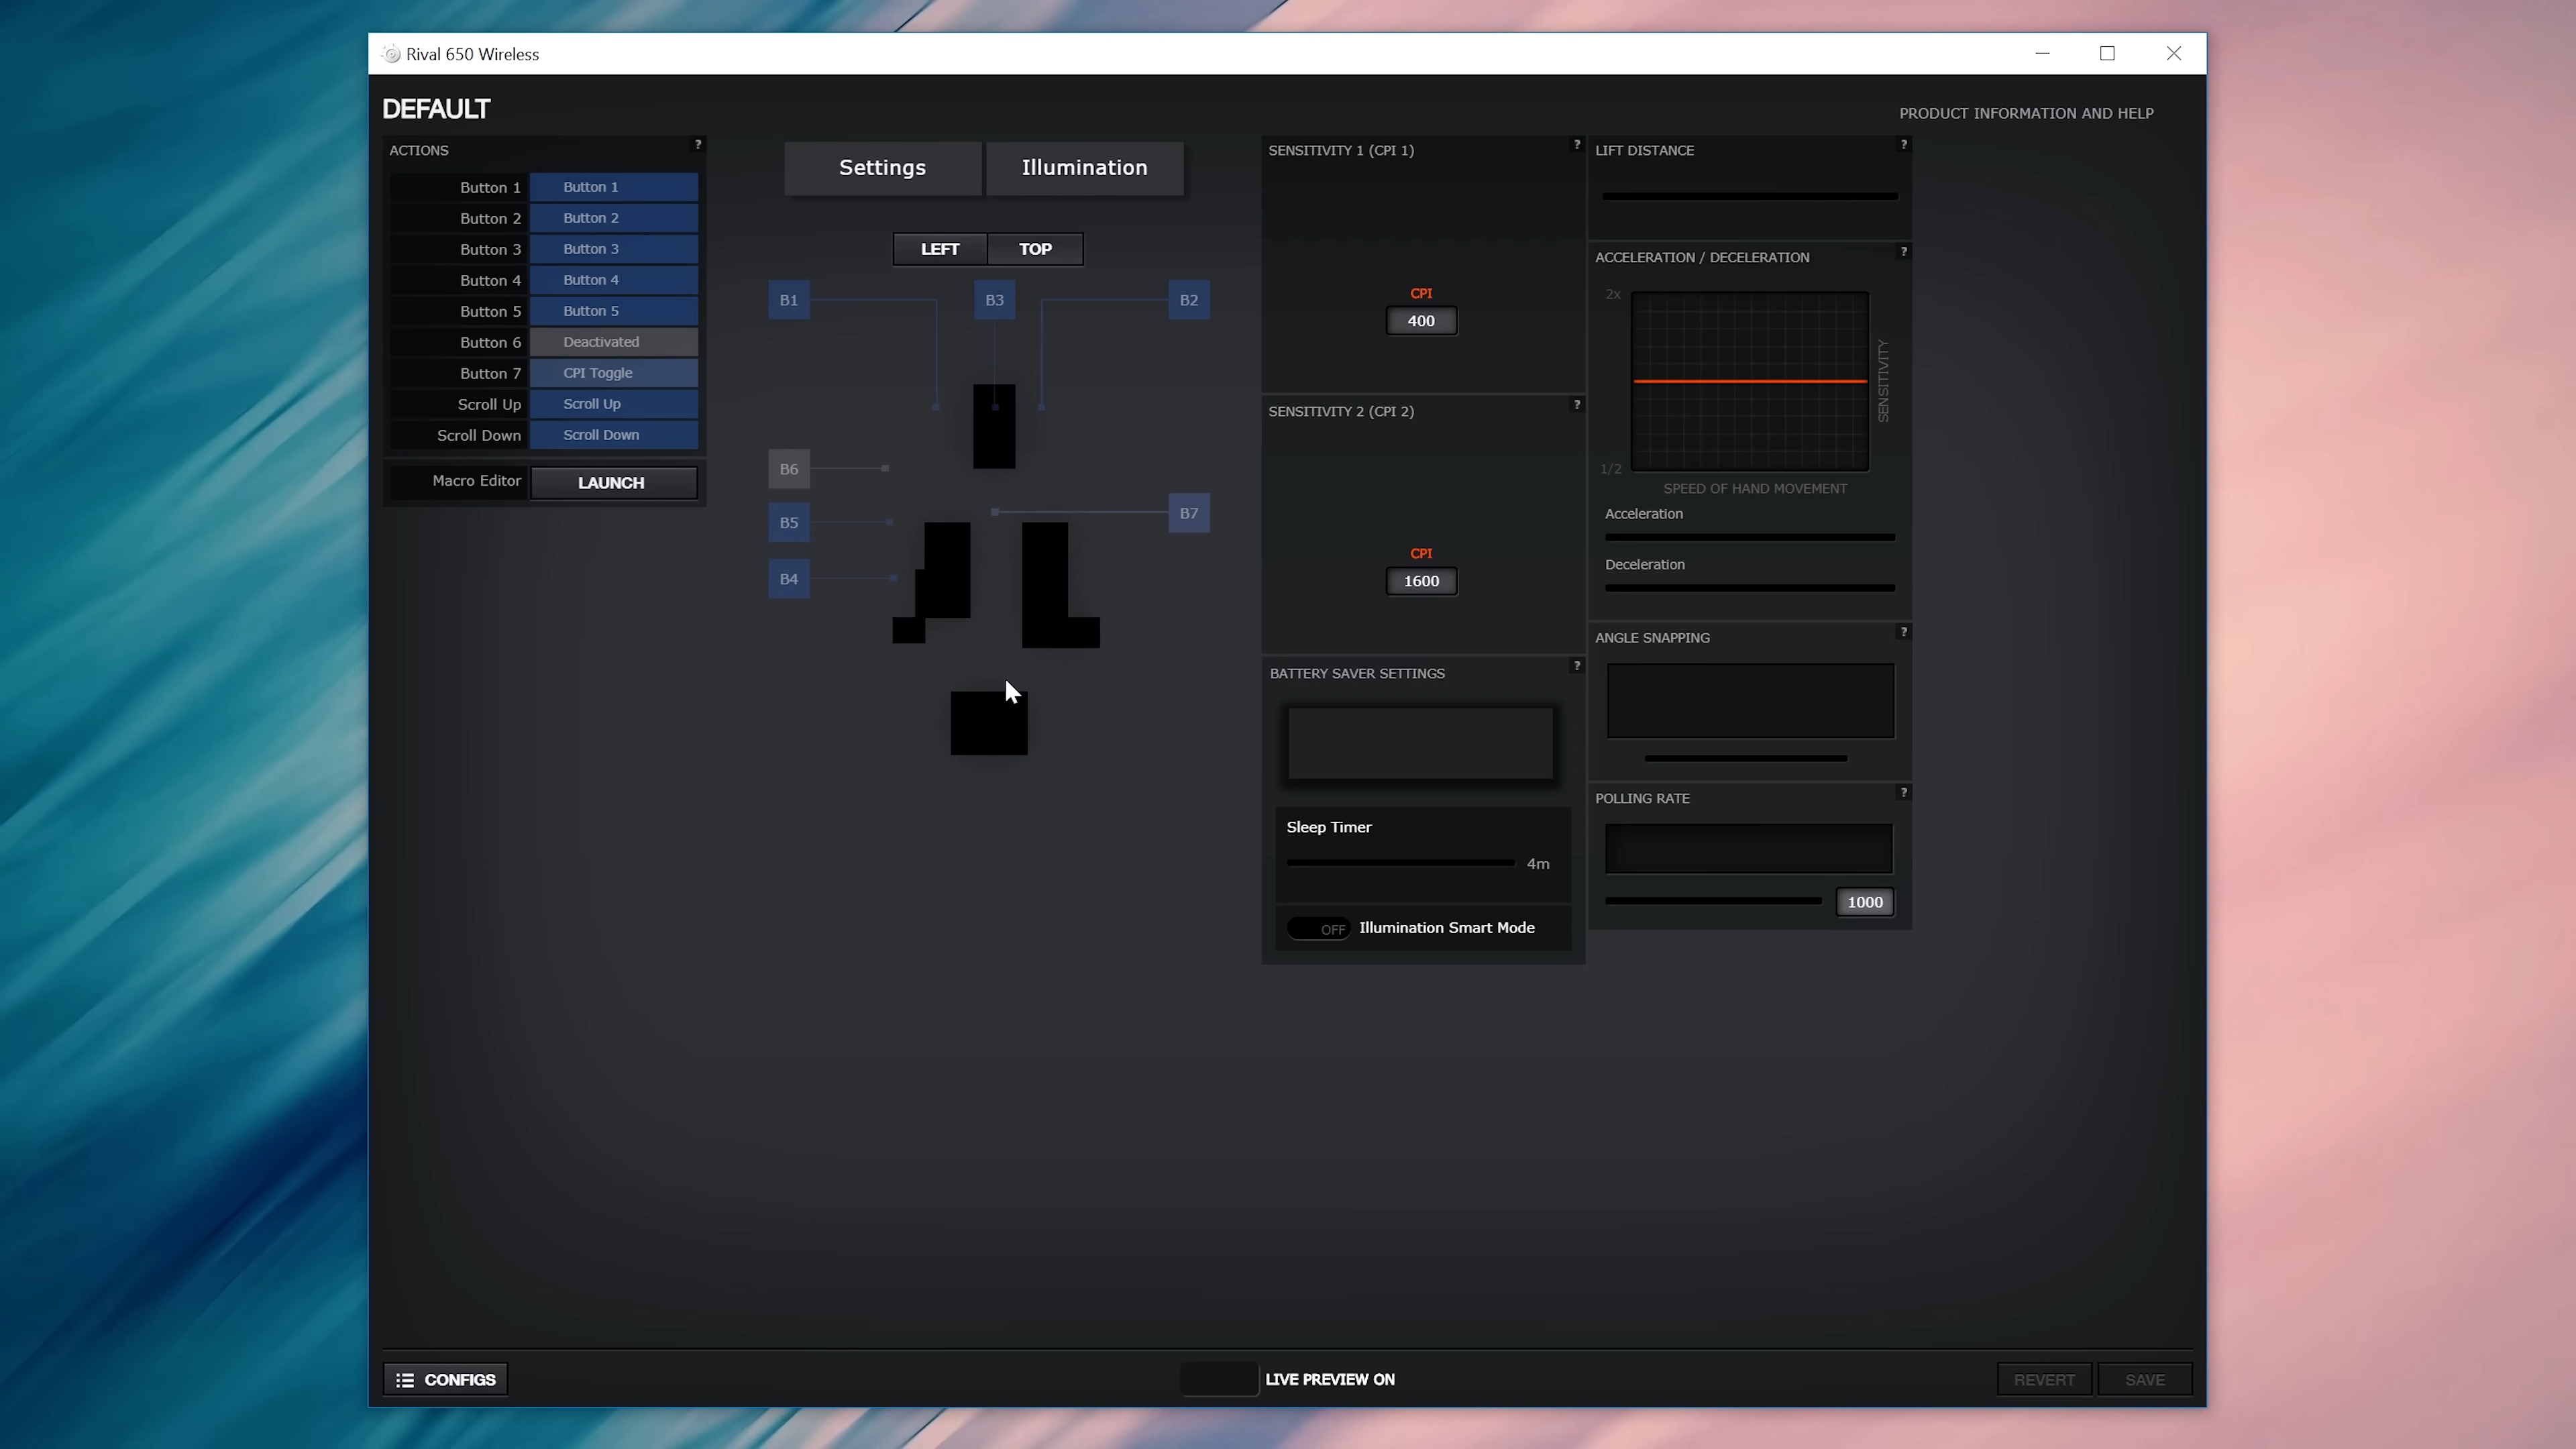 Rival 650 Wireless
DEFAULT
PRODUCT INFORMATION AND HELP
ACTIONS ?
Button 1 Button 1
Button 2 Button 2
Button 3 Button 3
Button 4 Button 4
Button 5 Button 5
Button 6 Deactivated
Button 7 CPI Toggle
Scroll Up Scroll Up
Scroll Down Scroll Down
Macro Editor LAUNCH
Settings Illumination
LEFT TOP
B1 B3 B2
B6
B5 B7
B4
SENSITIVITY 1 (CPI 1) ?
CPI
400
SENSITIVITY 2 (CPI 2) ?
CPI
1600
BATTERY SAVER SETTINGS ?
Sleep Timer
4m
OFF Illumination Smart Mode
LIFT DISTANCE ?
ACCELERATION / DECELERATION ?
2x
SENSITIVITY
1/2
SPEED OF HAND MOVEMENT
Acceleration
Deceleration
ANGLE SNAPPING ?
POLLING RATE ?
1000
CONFIGS
LIVE PREVIEW ON
REVERT SAVE